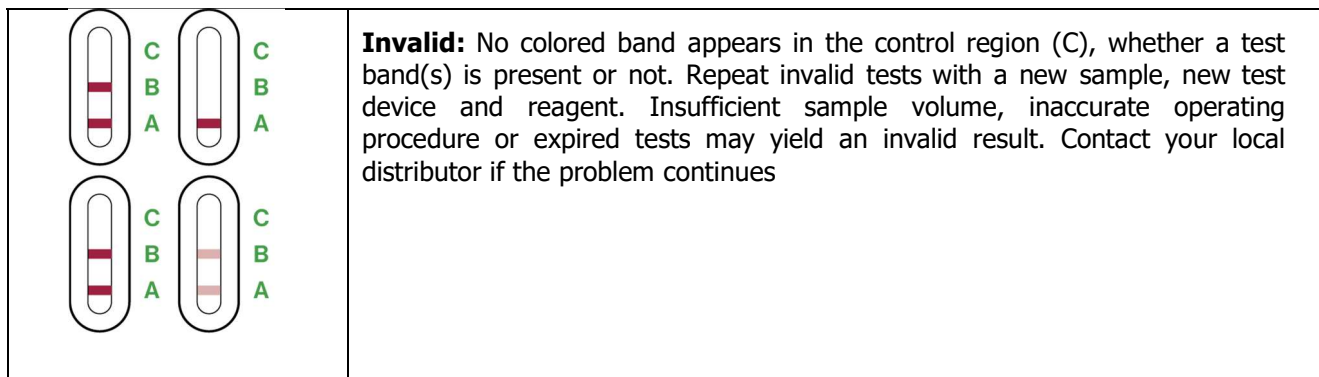 C C
B B
A A
C C
B B
A A
Invalid: No colored band appears in the control region (C), whether a test
band(s) is present or not. Repeat invalid tests with a new sample, new test
device and reagent. Insufficient sample volume, inaccurate operating
procedure or expired tests may yield an invalid result. Contact your local
distributor if the problem continues